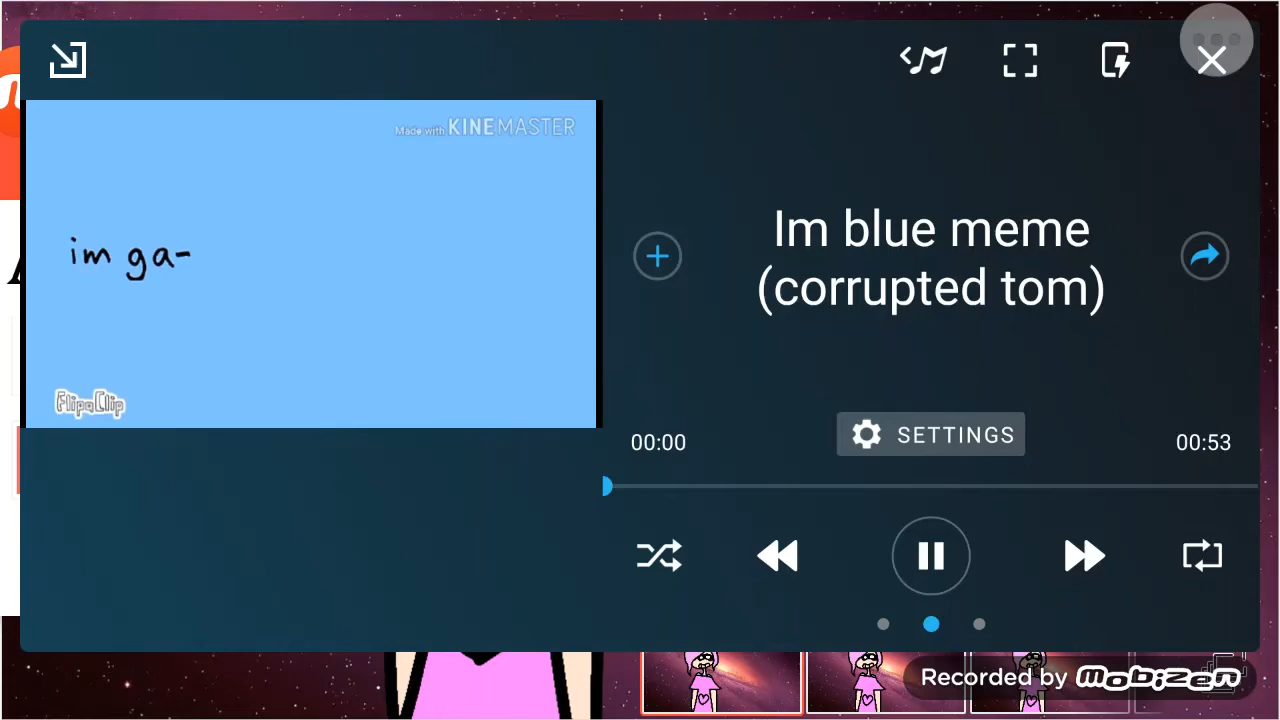 Made with KINEMASTER
im ga-
FlipaClip
Im blue meme
(corrupted tom)
SETTINGS
00:00
00:53
Recorded by mobizen